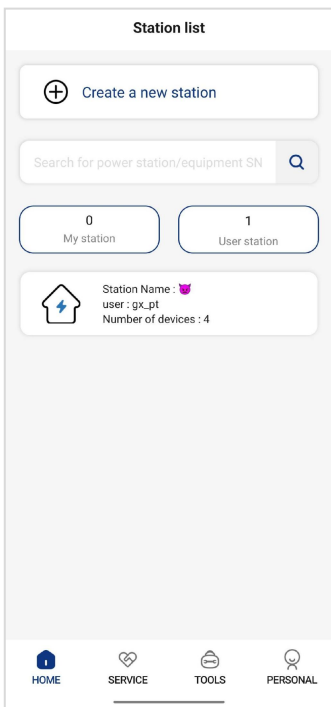 Station list
Create a new station
Search for power station/equipment SN
0
My station
1
User station
Station Name : 😈
user : gx_pt
Number of devices : 4
HOME
SERVICE
TOOLS
PERSONAL